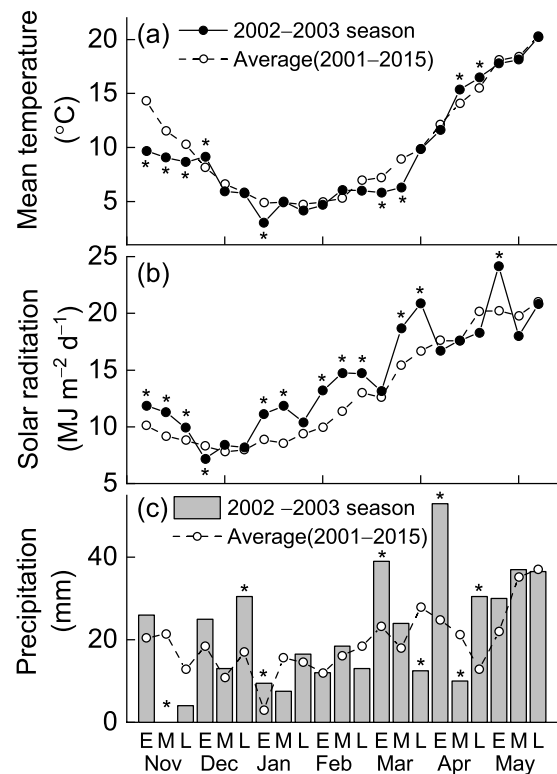 (a)
2002–2003 season
Average(2001–2015)
Mean temperature
(°C)
20
15
10
5
*
*
*
*
*
*
*
*
*
(b)
Solar raditation
(MJ m⁻² d⁻¹)
25
20
15
10
5
*
*
*
*
*
*
*
*
*
*
*
*
(c)
2002 –2003 season
Average(2001–2015)
Precipitation
(mm)
40
20
0
*
*
*
*
*
*
*
*
E M L E M L E M L E M L E M L E M L E M L
Nov Dec Jan Feb Mar Apr May